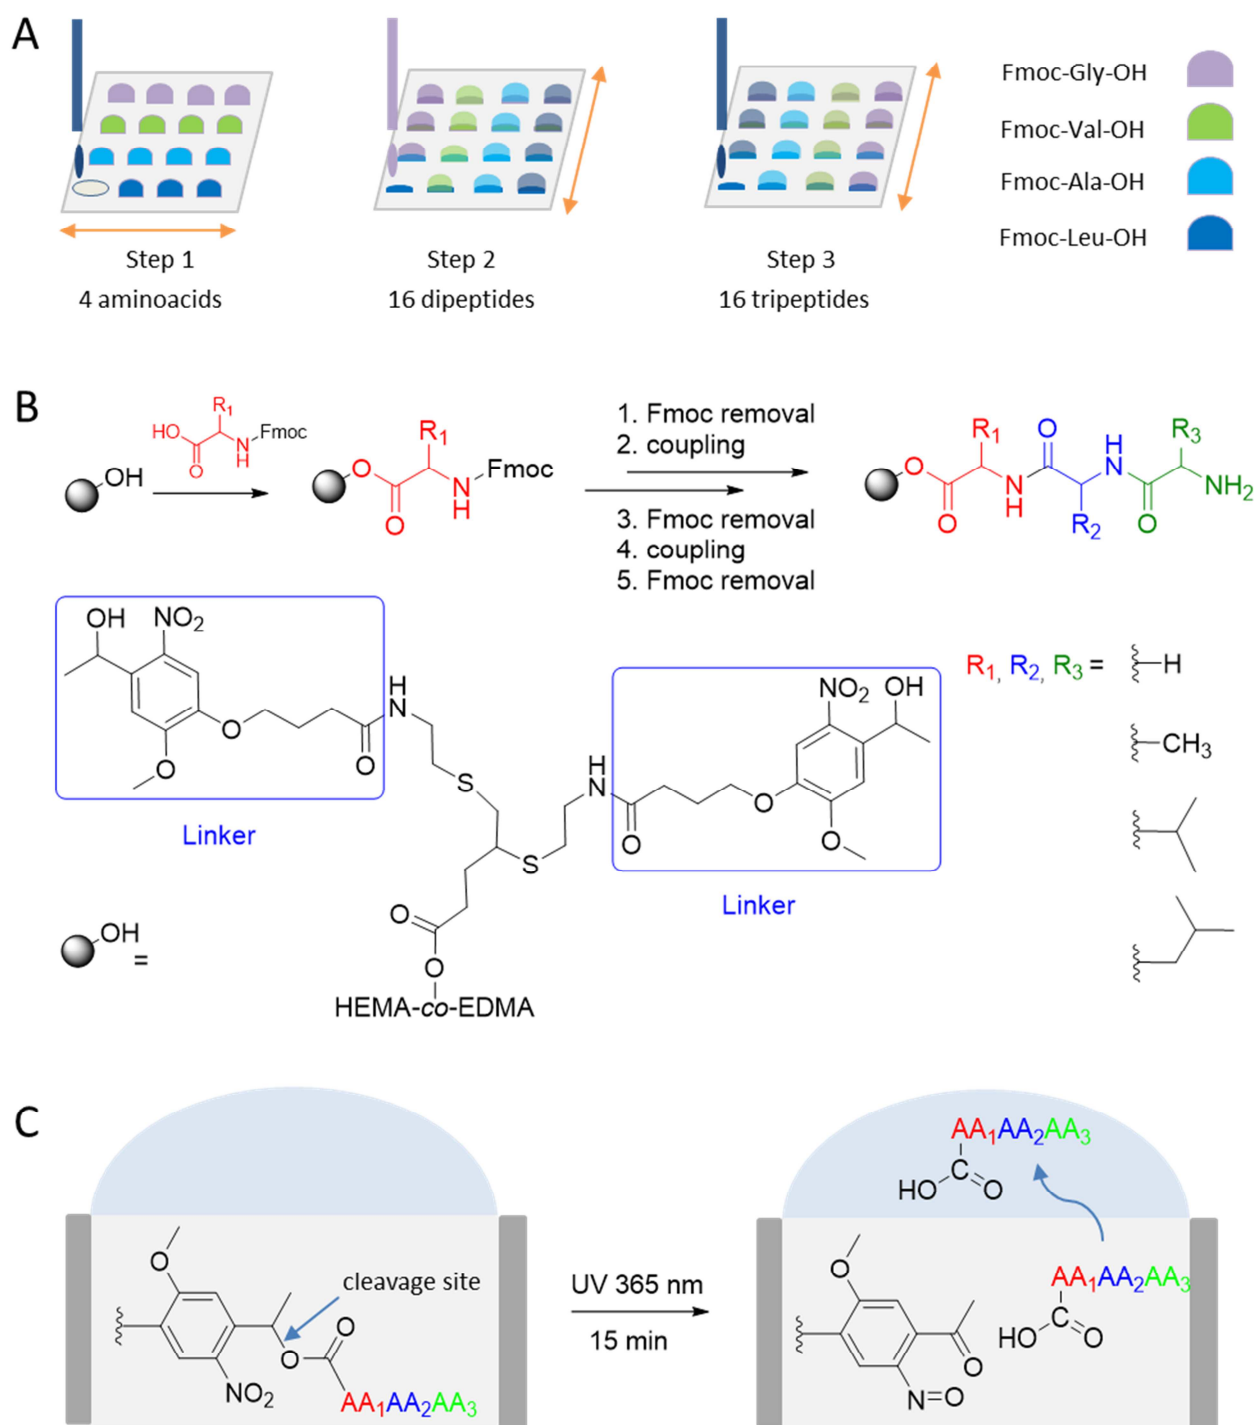 A
Fmoc-Gly-OH
Fmoc-Val-OH
Fmoc-Ala-OH
Fmoc-Leu-OH
Step 1
Step 2
Step 3
4 aminoacids
16 dipeptides
16 tripeptides
B
OH
HO
R1
O
N
H
Fmoc
O
R1
O
N
H
Fmoc
1. Fmoc removal
2. coupling
3. Fmoc removal
4. coupling
5. Fmoc removal
O
R1
O
N
H
O
R2
H
N
O
R3
NH2
OH
NO2
O
O
O
H
N
S
Linker
S
H
N
O
O
O
NO2
OH
Linker
O
O
HEMA-co-EDMA
OH
=
R1, R2, R3 =
H
CH3
C
O
NO2
O
O
cleavage site
AA1AA2AA3
UV 365 nm
15 min
AA1AA2AA3
C
HO
O
AA1AA2AA3
C
HO
O
O
O
N=O